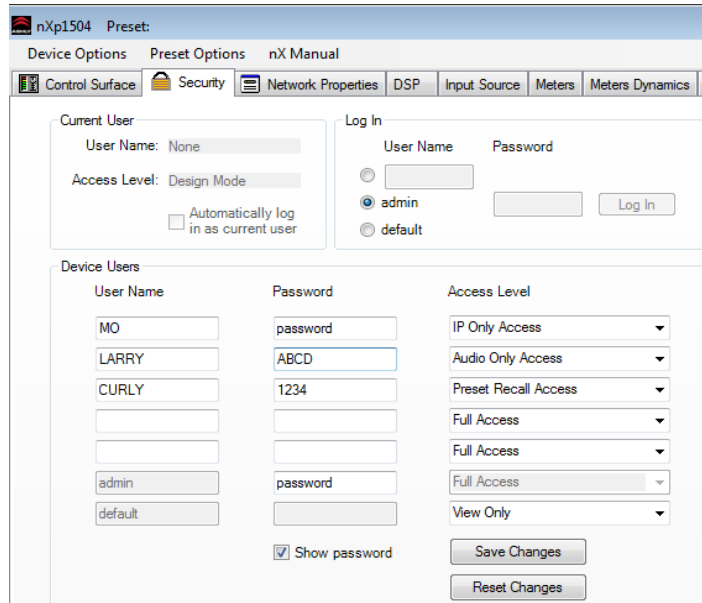 nXp1504 Preset:
Device Options Preset Options nX Manual
Control Surface Security Network Properties DSP Input Source Meters Meters Dynamics
Current User
User Name: None
Access Level: Design Mode
Automatically log
in as current user
Log In
User Name Password
admin
Log In
default
Device Users
User Name Password Access Level
MO password IP Only Access
LARRY ABCD Audio Only Access
CURLY 1234 Preset Recall Access
Full Access
Full Access
admin password Full Access
default View Only
Show password Save Changes
Reset Changes